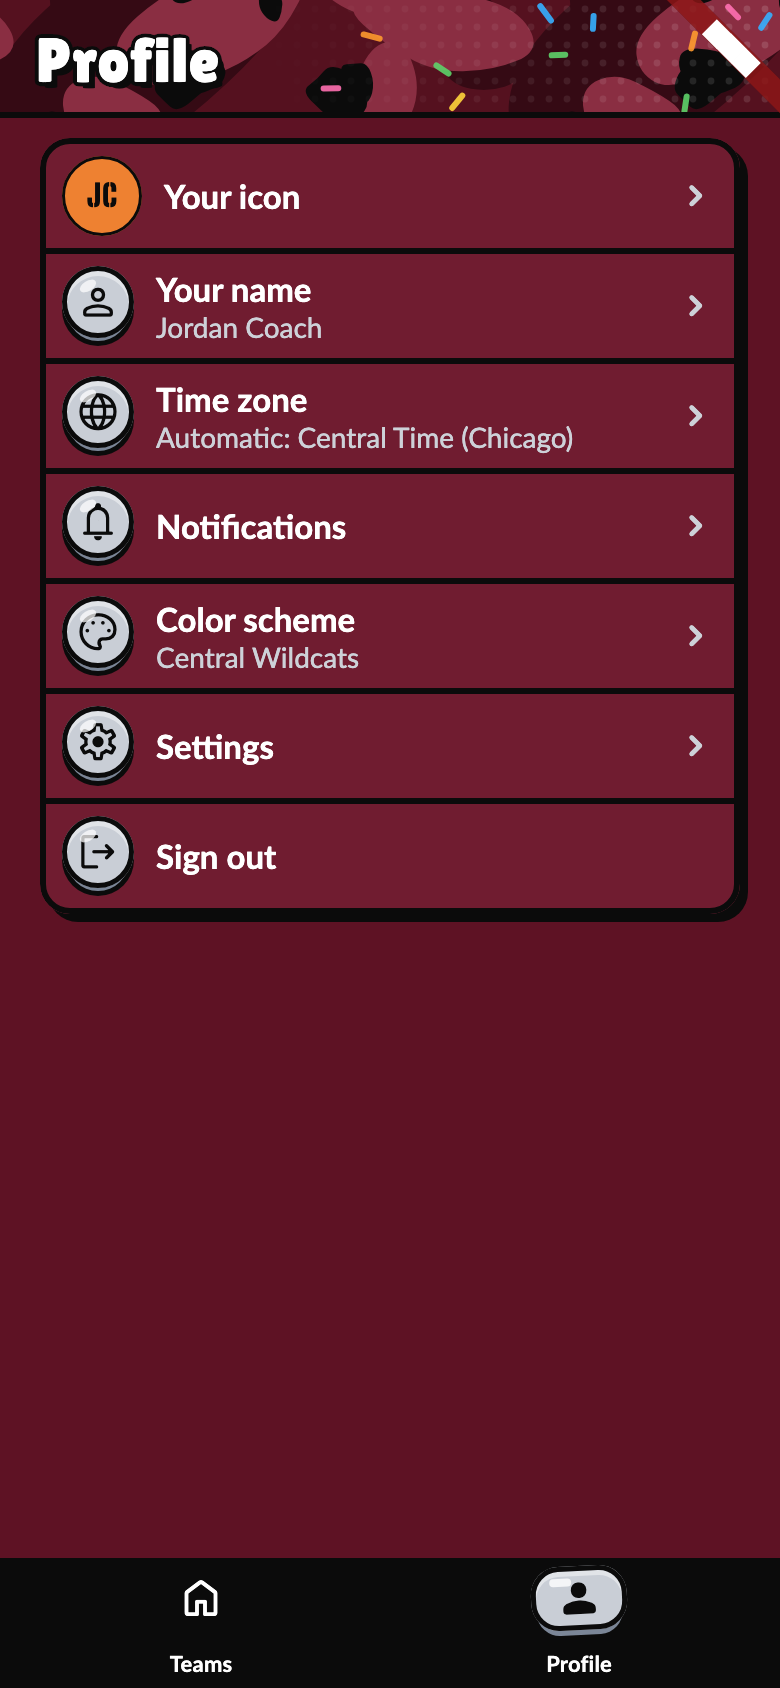 Profile
JC
Your icon
Your name
Jordan Coach
Time zone
Automatic: Central Time (Chicago)
Notifications
Color scheme
Central Wildcats
Settings
Sign out
Teams
Profile